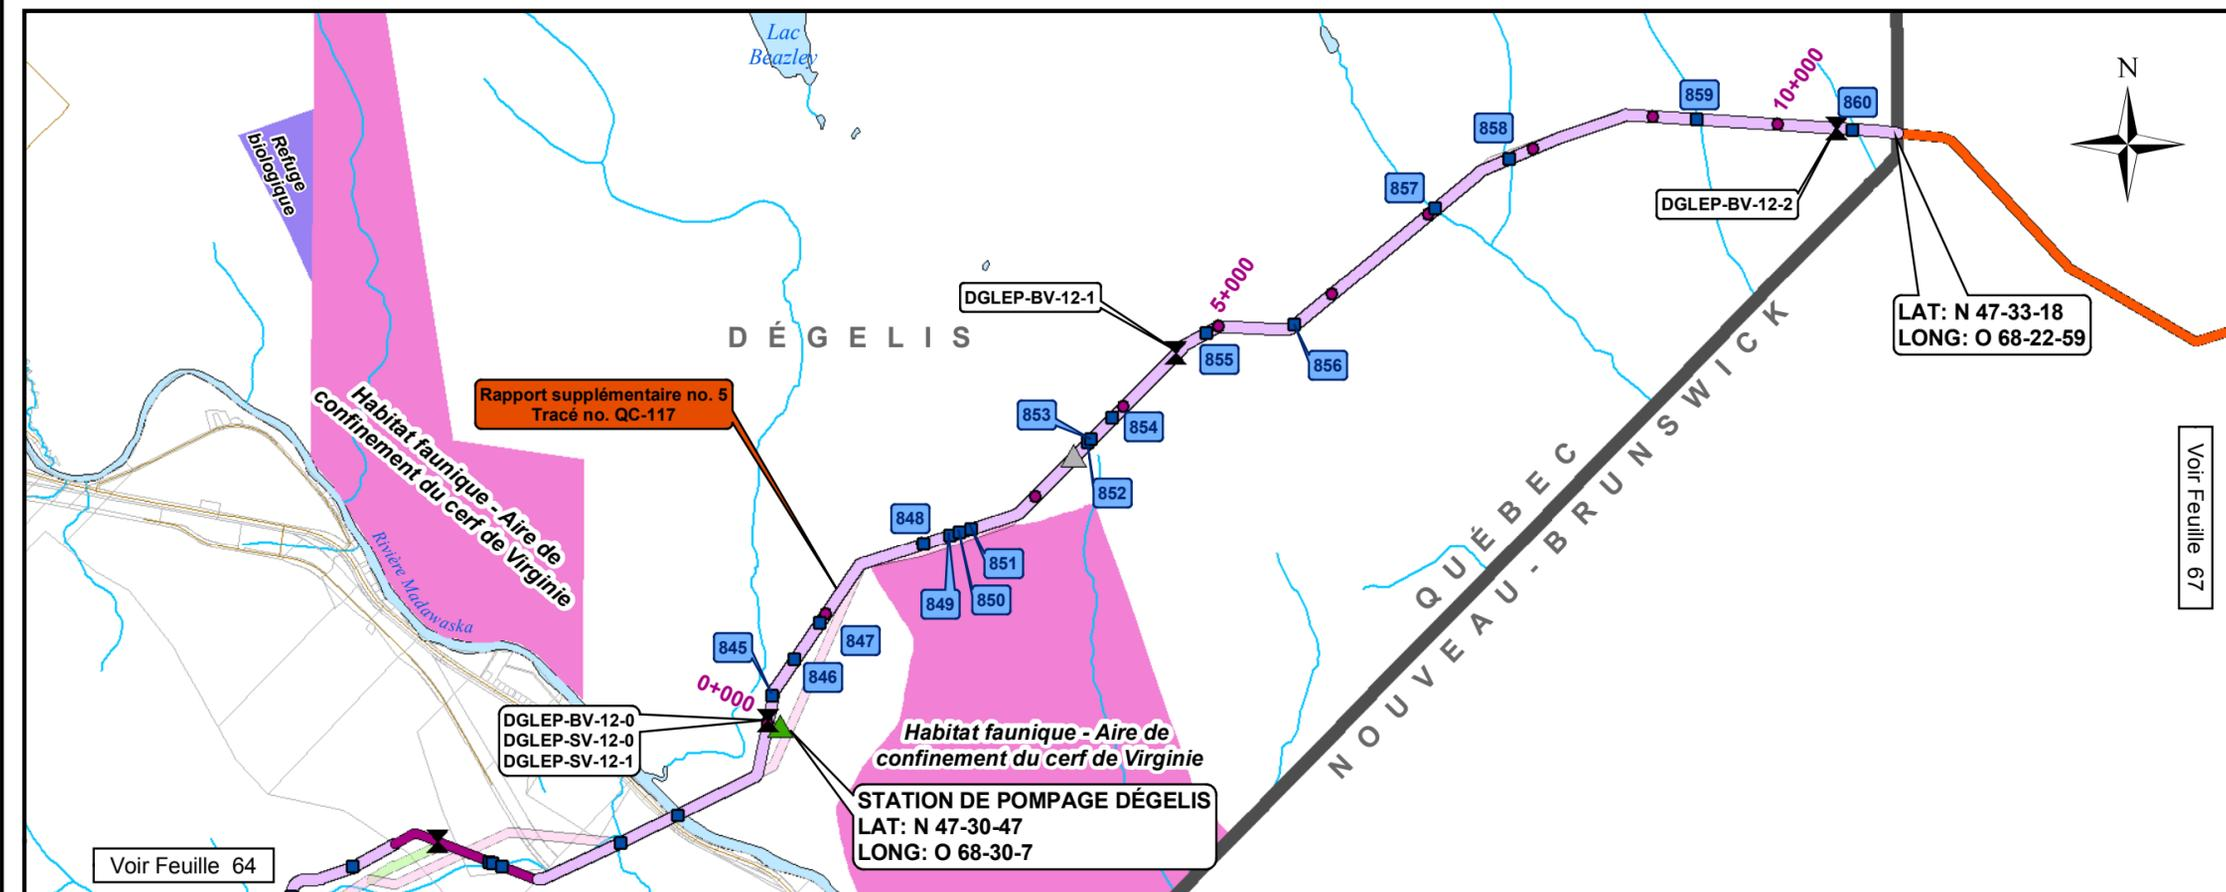 Lac
Beazley
10+000
860
859
858
857
N
Refuge
biologique
DGLEP-BV-12-2
DGLEP-BV-12-1
5+000
LAT: N 47-33-18
LONG: O 68-22-59
DÉGELIS
855
856
Rapport supplémentaire no. 5
Tracé no. QC-117
853
854
852
Habitat faunique - Aire de
confinement du cerf de Virginie
848
851
849
850
Rivière Madawaska
845
847
846
0+000
QUÉBEC
NOUVEAU-BRUNSWICK
Voir Feuille 67
DGLEP-BV-12-0
DGLEP-SV-12-0
DGLEP-SV-12-1
Habitat faunique - Aire de
confinement du cerf de Virginie
STATION DE POMPAGE DÉGELIS
LAT: N 47-30-47
LONG: O 68-30-7
Voir Feuille 64